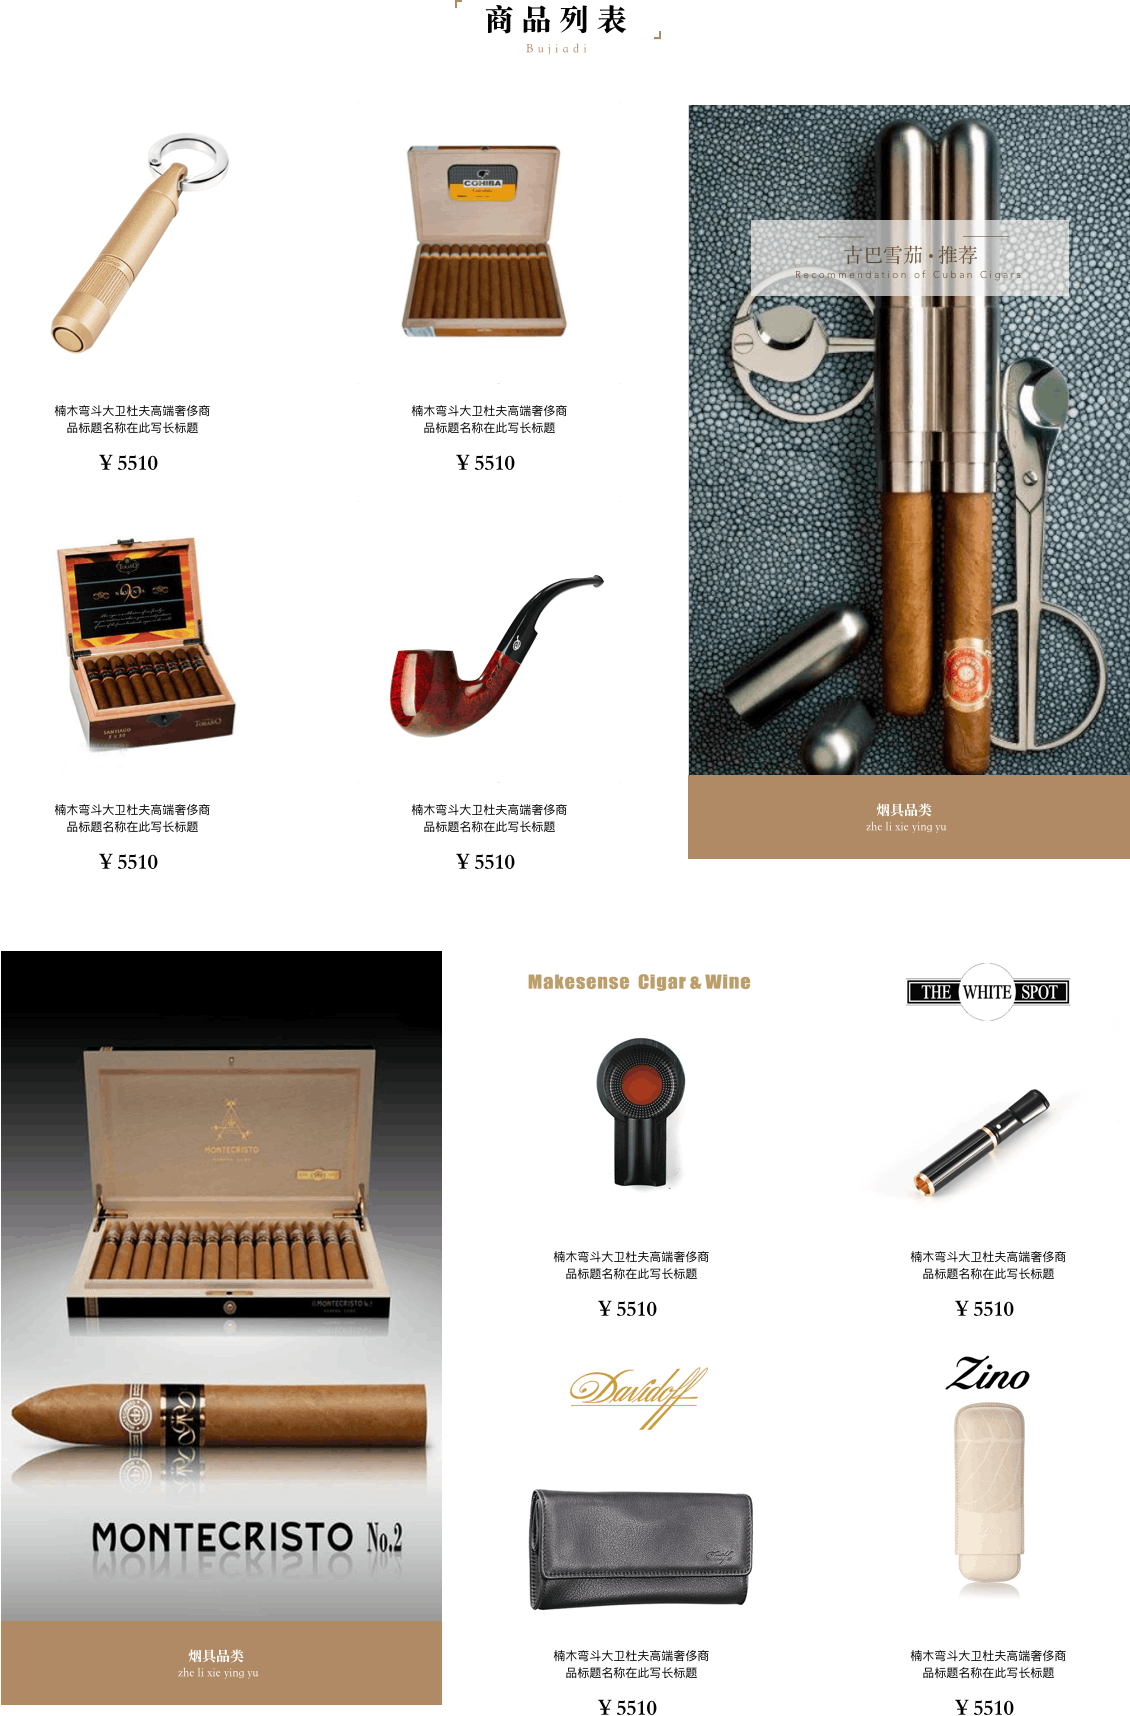 商品列表
Bujiadi
COHIBA
古巴雪茄·推荐
Recommendation of Cuban Cigars
楠木弯斗大卫杜夫高端奢侈商
品标题名称在此写长标题
¥ 5510
楠木弯斗大卫杜夫高端奢侈商
品标题名称在此写长标题
¥ 5510
TORAÑO
SANTIAGO
5 x 50
TORAÑO
楠木弯斗大卫杜夫高端奢侈商
品标题名称在此写长标题
¥ 5510
楠木弯斗大卫杜夫高端奢侈商
品标题名称在此写长标题
¥ 5510
烟具品类
zhe li xie ying yu
MONTECRISTO
MONTECRISTO No.2
烟具品类
zhe li xie ying yu
Makesense Cigar & Wine
THE WHITE SPOT
楠木弯斗大卫杜夫高端奢侈商
品标题名称在此写长标题
¥ 5510
楠木弯斗大卫杜夫高端奢侈商
品标题名称在此写长标题
¥ 5510
Davidoff
Zino
Davidoff
Zino
楠木弯斗大卫杜夫高端奢侈商
品标题名称在此写长标题
¥ 5510
楠木弯斗大卫杜夫高端奢侈商
品标题名称在此写长标题
¥ 5510